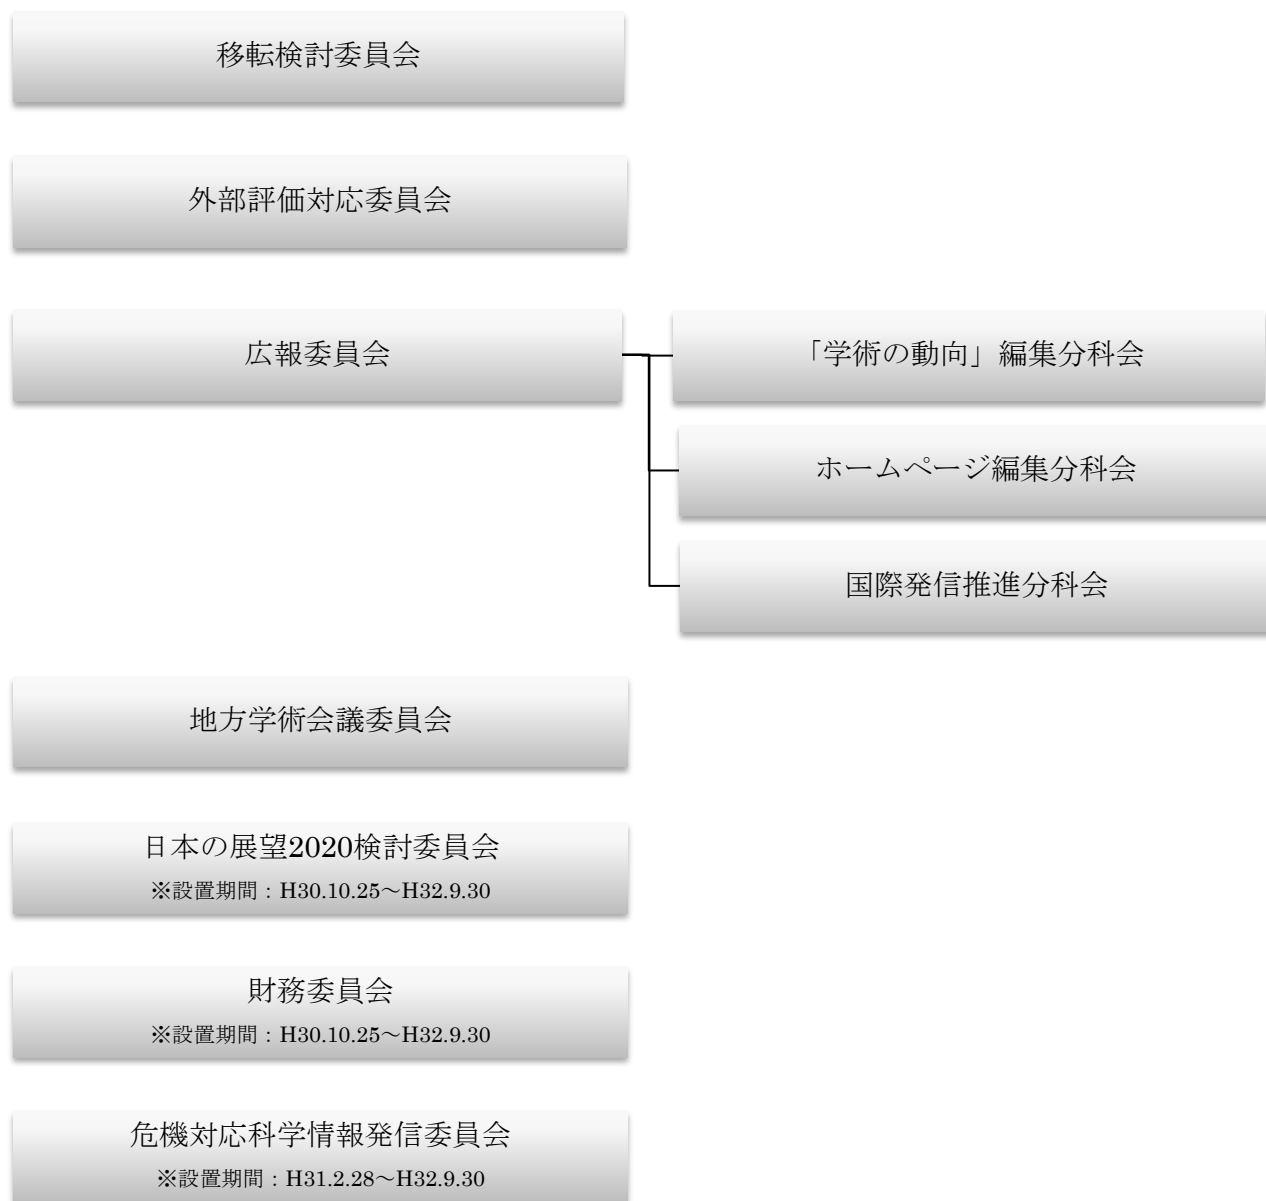 移転検討委員会
外部評価対応委員会
広報委員会
「学術の動向」編集分科会
ホームページ編集分科会
国際発信推進分科会
地方学術会議委員会
日本の展望2020検討委員会
※設置期間：H30.10.25～H32.9.30
財務委員会
※設置期間：H30.10.25～H32.9.30
危機対応科学情報発信委員会
※設置期間：H31.2.28～H32.9.30